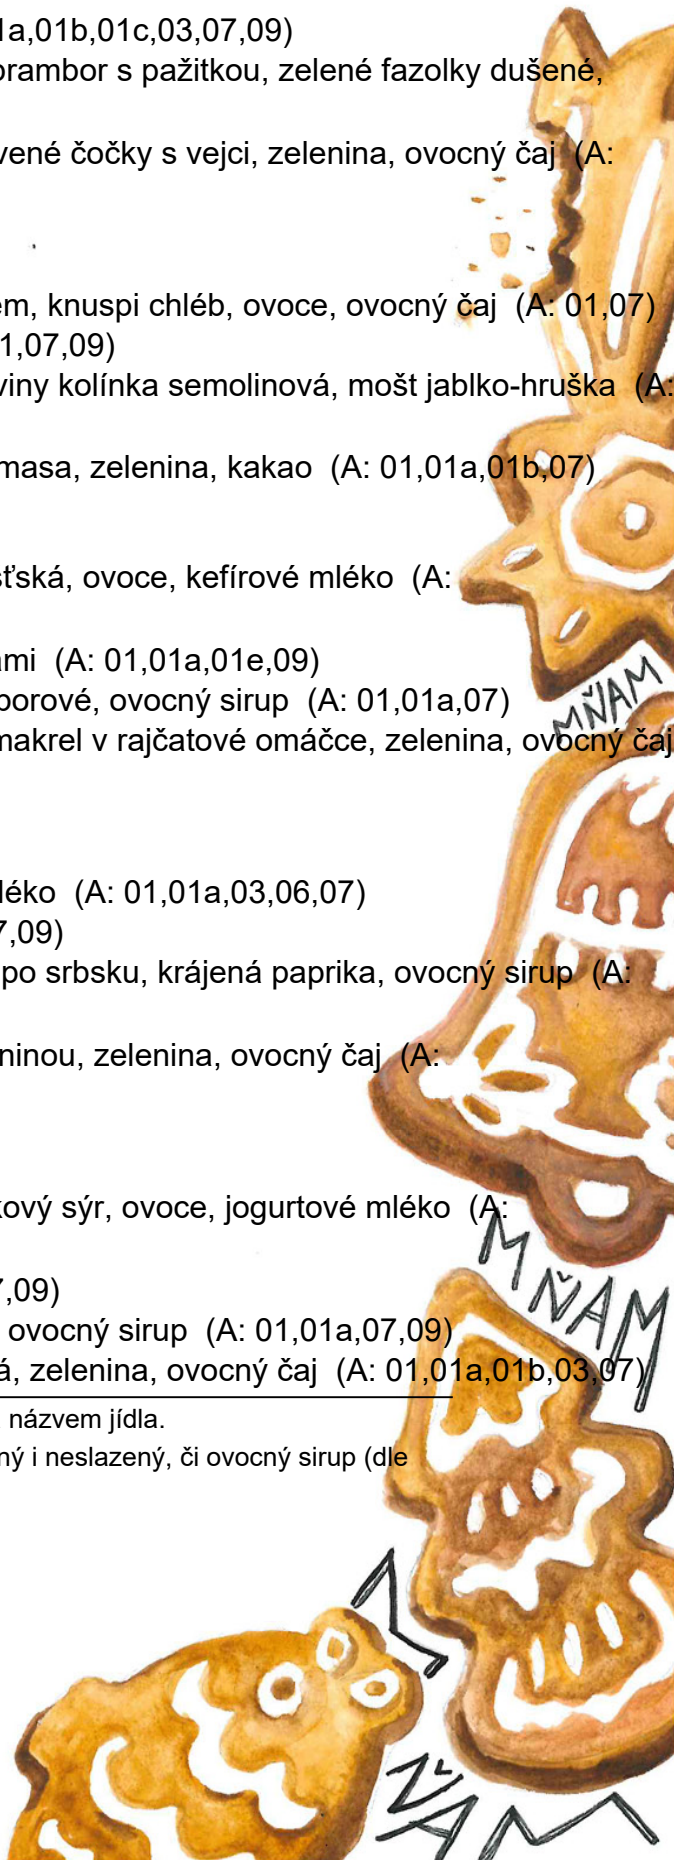 1a,01b,01c,03,07,09)
brambor s pažitkou, zelené fazolky dušené,
vené čočky s vejci, zelenina, ovocný čaj (A:
em, knuspi chléb, ovoce, ovocný čaj (A: 01,07)
1,07,09)
viny kolínka semolinová, mošt jablko-hruška (A:
masa, zelenina, kakao (A: 01,01a,01b,07)
šťská, ovoce, kefírové mléko (A:
ami (A: 01,01a,01e,09)
porové, ovocný sirup (A: 01,01a,07)
MŇAM
makrel v rajčatové omáčce, zelenina, ovocný čaj
léko (A: 01,01a,03,06,07)
7,09)
po srbsku, krájená paprika, ovocný sirup (A:
ninou, zelenina, ovocný čaj (A:
kový sýr, ovoce, jogurtové mléko (A:
MŇAM
7,09)
ovocný sirup (A: 01,01a,07,09)
á, zelenina, ovocný čaj (A: 01,01a,01b,03,07)
názvem jídla.
ný i neslazený, či ovocný sirup (dle
MŇAM